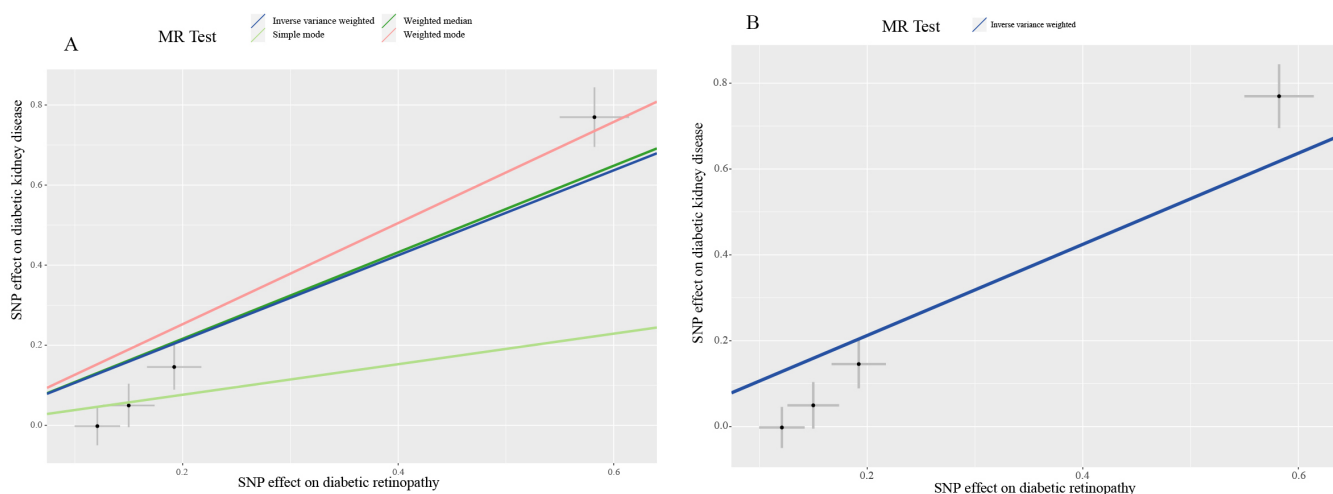 A
MR Test
Inverse variance weighted
Weighted median
Simple mode
Weighted mode
SNP effect on diabetic kidney disease
0.8
0.6
0.4
0.2
0.0
0.2
0.4
0.6
SNP effect on diabetic retinopathy
B
MR Test
Inverse variance weighted
SNP effect on diabetic kidney disease
0.8
0.6
0.4
0.2
0.0
0.2
0.4
0.6
SNP effect on diabetic retinopathy